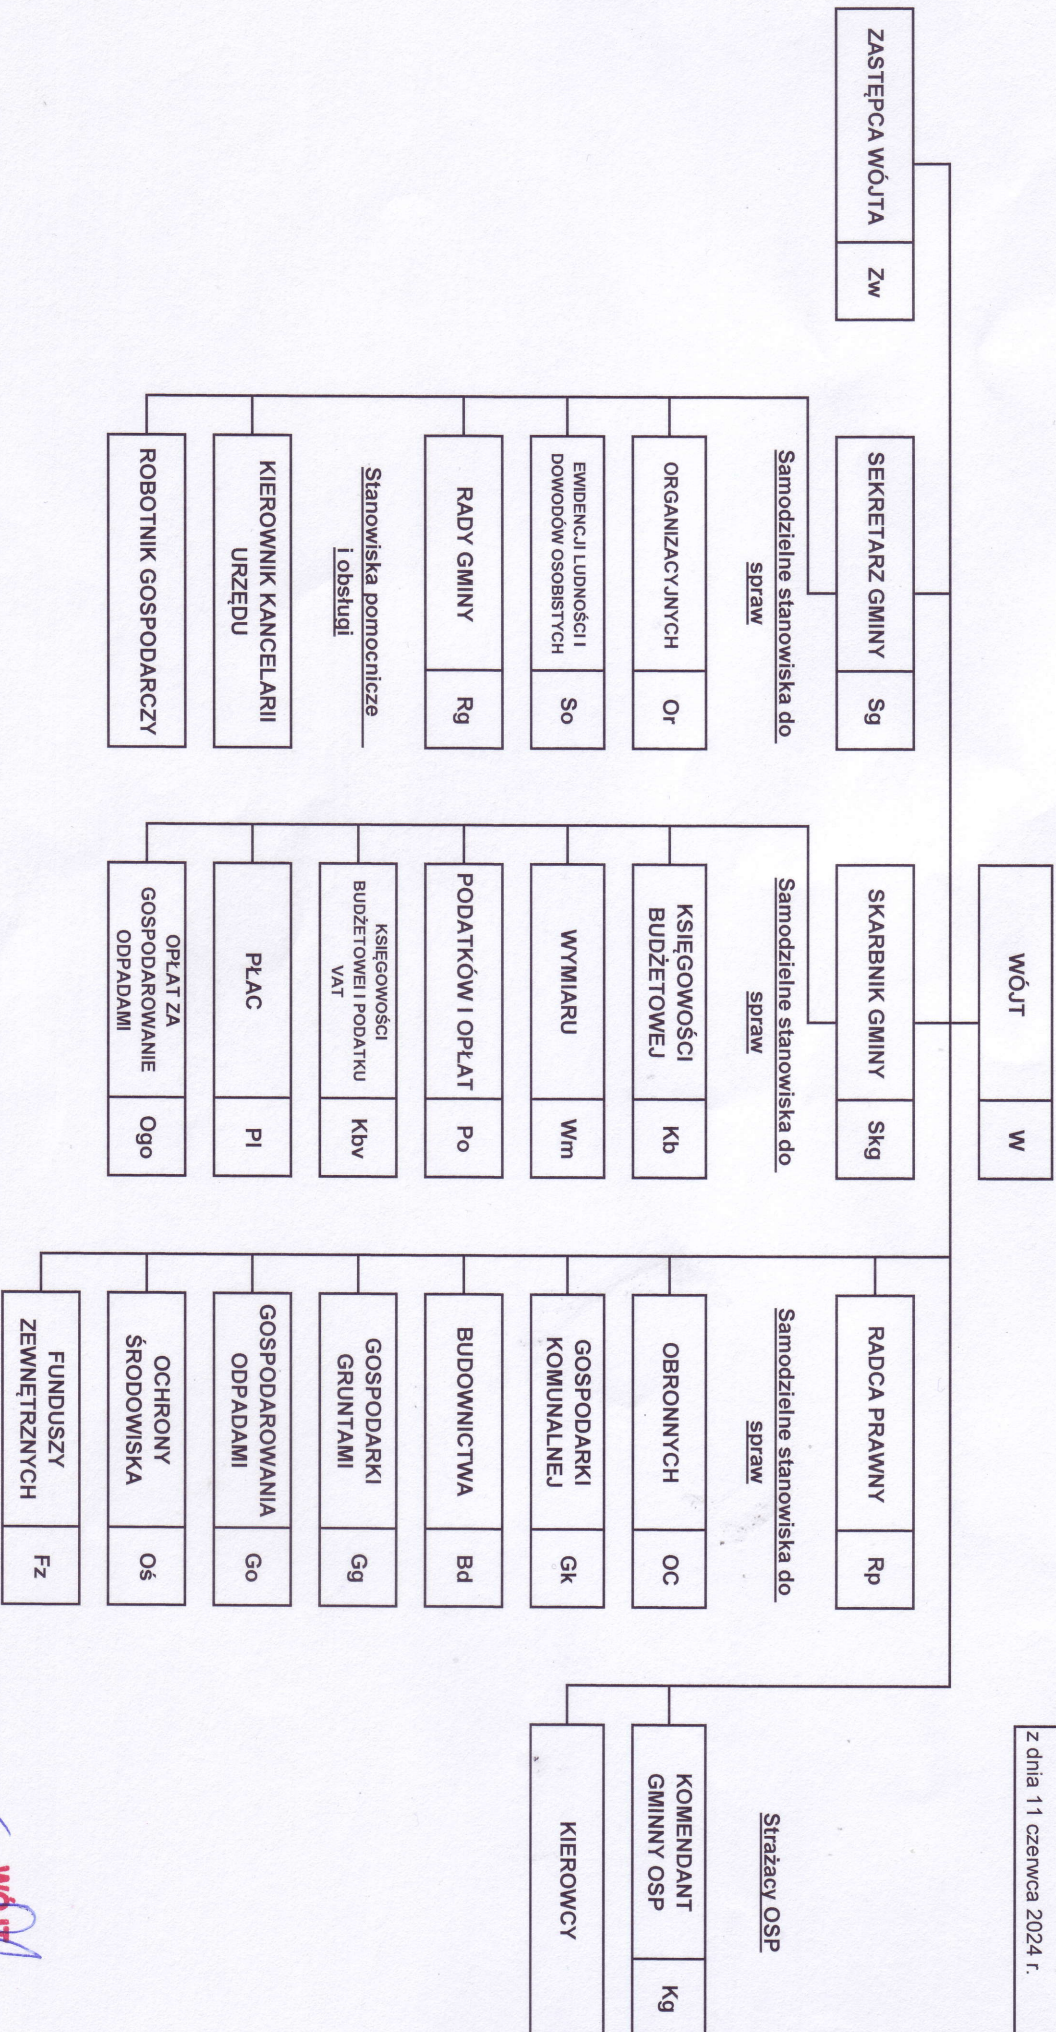 z dnia 11 czerwca 2024 r.
WÓJT
W
ZASTĘPCA WÓJTA
Zw
SEKRETARZ GMINY
Sg
Samodzielne stanowiska do
spraw
ORGANIZACYJNYCH
Or
EWIDENCJI LUDNOŚCI I
DOWODÓW OSOBISTYCH
So
RADY GMINY
Rg
Stanowiska pomocnicze
i obsługi
KIEROWNIK KANCELARII
URZĘDU
ROBOTNIK GOSPODARCZY
SKARBNIK GMINY
Skg
Samodzielne stanowiska do
spraw
KSIĘGOWOŚCI
BUDŻETOWEJ
Kb
WYMIARU
Wm
PODATKÓW I OPŁAT
Po
KSIĘGOWOŚCI
BUDŻETOWEI I PODATKU
VAT
Kbv
PŁAC
Pl
OPŁAT ZA
GOSPODAROWANIE
ODPADAMI
Ogo
RADCA PRAWNY
Rp
Samodzielne stanowiska do
spraw
OBRONNYCH
OC
GOSPODARKI
KOMUNALNEJ
Gk
BUDOWNICTWA
Bd
GOSPODARKI
GRUNTAMI
Gg
GOSPODAROWANIA
ODPADAMI
Go
OCHRONY
ŚRODOWISKA
Oś
FUNDUSZY
ZEWNĘTRZNYCH
Fz
Strażacy OSP
KOMENDANT
GMINNY OSP
Kg
KIEROWCY
WÓJT